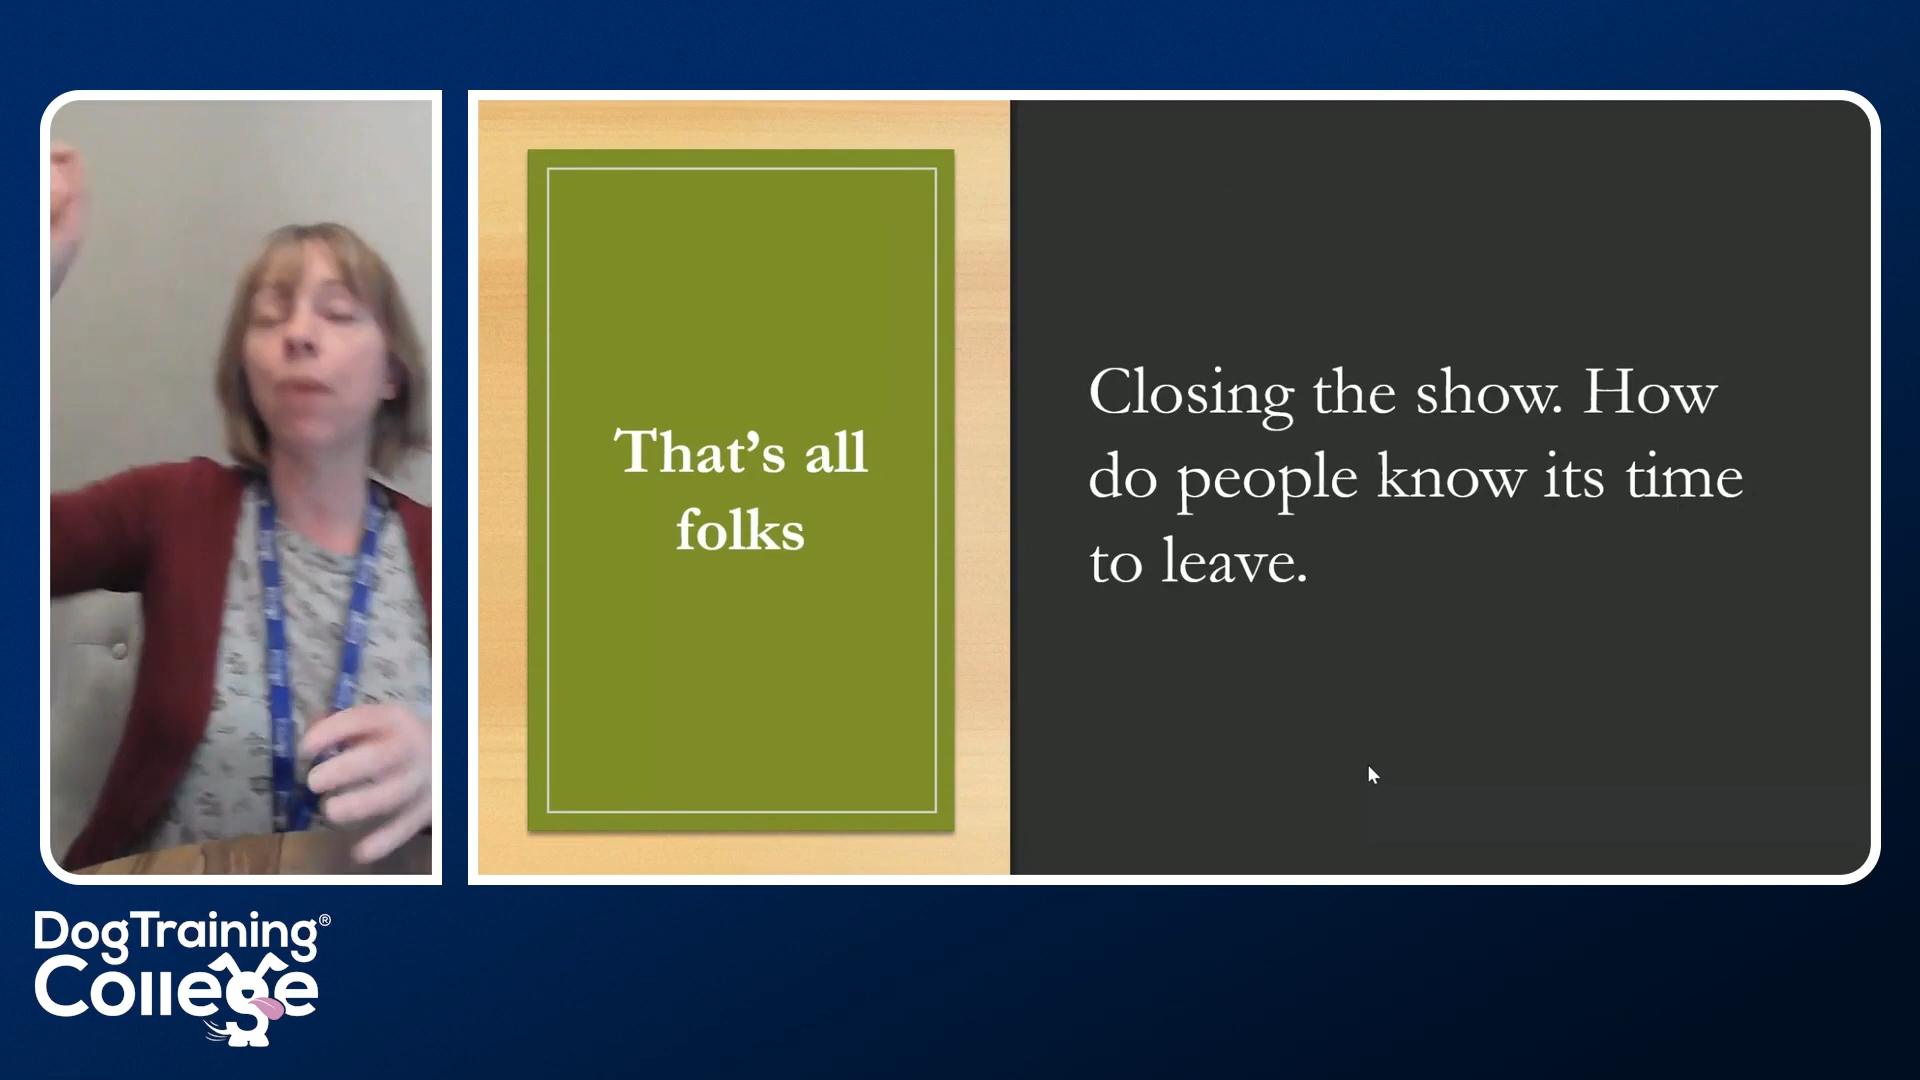 That's all
folks
Closing the show. How
do people know its time
to leave.
DogTraining®
College